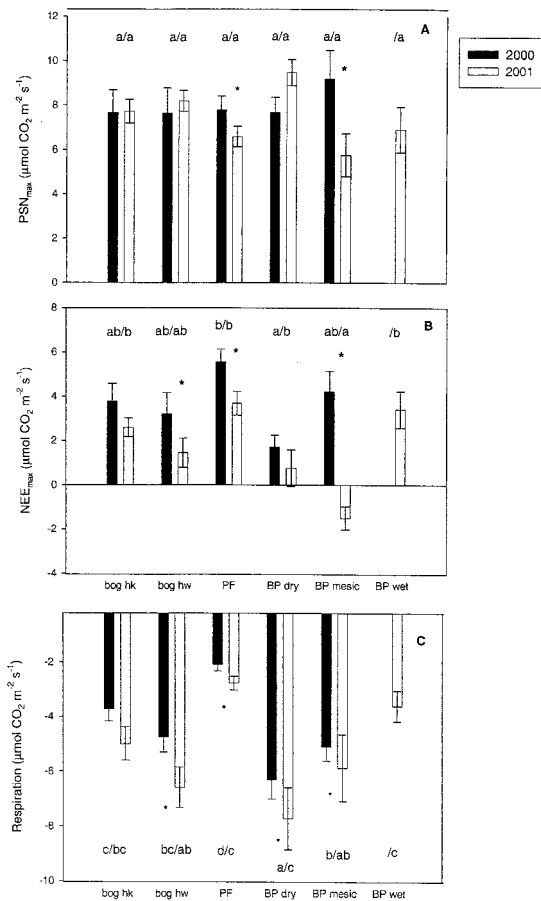 12
10
8
6
4
2
0
PSNmax (µmol CO2 m-2 s-1)
a/a a/a a/a a/a a/a /a
A
* *
2000
2001
8
6
4
2
0
-2
-4
NEEmax (µmol CO2 m-2 s-1)
ab/b ab/ab b/b a/b ab/a /b
B
* * *
bog hk bog hw PF BP dry BP mesic BP wet
-2
-4
-6
-8
-10
Respiration (µmol CO2 m-2 s-1)
C
* * * *
c/bc bc/ab d/c a/c b/ab /c
bog hk bog hw PF BP dry BP mesic BP wet